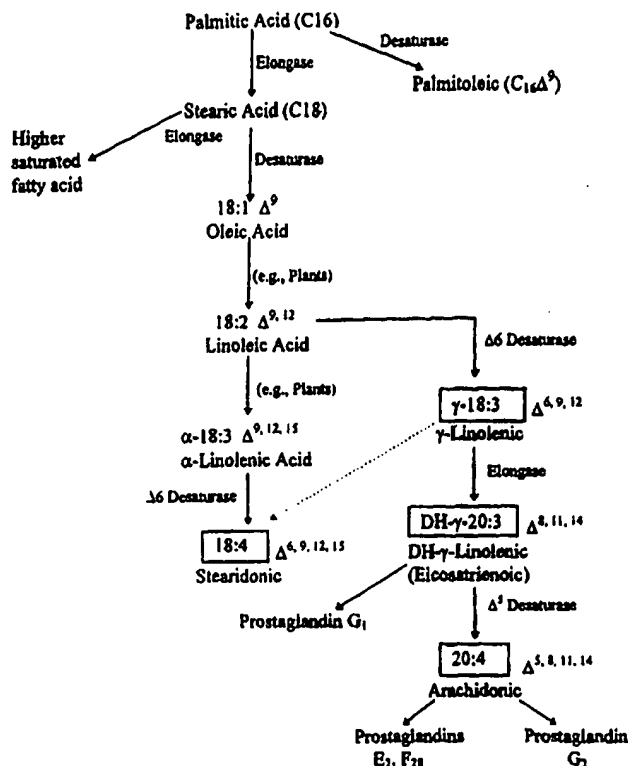 Palmitic Acid (C16)
Desaturase
Elongase
Palmitoleic (C₁₆Δ⁹)
Stearic Acid (C18)
Elongase
Higher
saturated
fatty acid
Desaturase
18:1 Δ⁹
Oleic Acid
(e.g., Plants)
18:2 Δ⁹, ¹²
Linoleic Acid
Δ6 Desaturase
(e.g., Plants)
γ-18:3 Δ⁶, ⁹, ¹²
γ-Linolenic
α-18:3 Δ⁹, ¹², ¹⁵
α-Linolenic Acid
Elongase
Δ6 Desaturase
DH-γ-20:3 Δ⁸, ¹¹, ¹⁴
DH-γ-Linolenic
(Eicosatrienoic)
18:4 Δ⁶, ⁹, ¹², ¹⁵
Stearidonic
Δ⁵ Desaturase
Prostaglandin G₁
20:4 Δ⁵, ⁸, ¹¹, ¹⁴
Arachidonic
Prostaglandins
E₂,
Prostaglandin
G₂